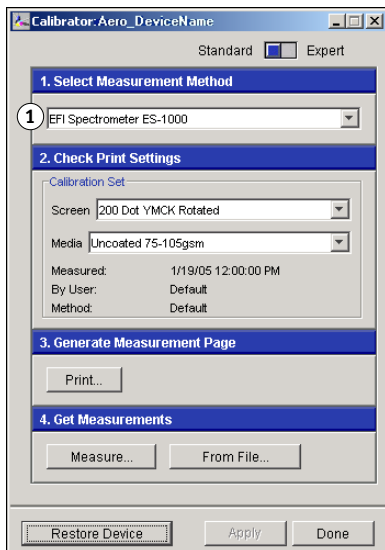 Calibrator:Aero_DeviceName
Standard Expert
1. Select Measurement Method
1 EFI Spectrometer ES-1000
2. Check Print Settings
Calibration Set
Screen 200 Dot YMCK Rotated
Media Uncoated 75-105gsm
Measured: 1/19/05 12:00:00 PM
By User: Default
Method: Default
3. Generate Measurement Page
Print...
4. Get Measurements
Measure... From File...
Restore Device Apply Done